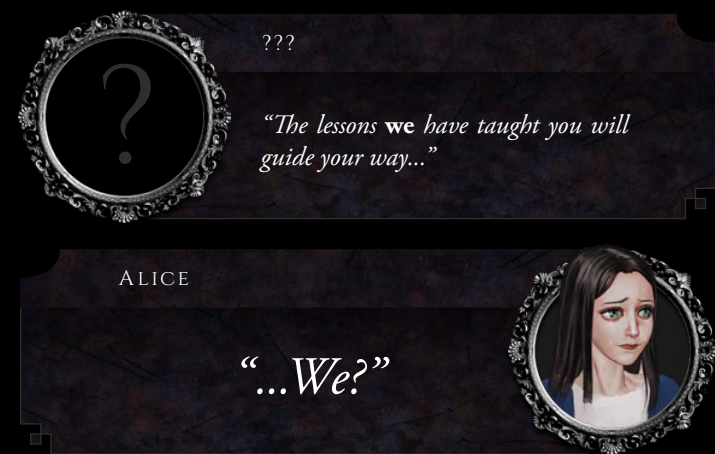 ?
???
“The lessons we have taught you will
guide your way...”
ALICE
“...We?”